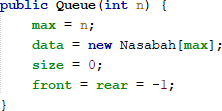 public Queue(int n) {
    max = n;
    data = new Nasabah[max];
    size = 0;
    front = rear = -1;
}